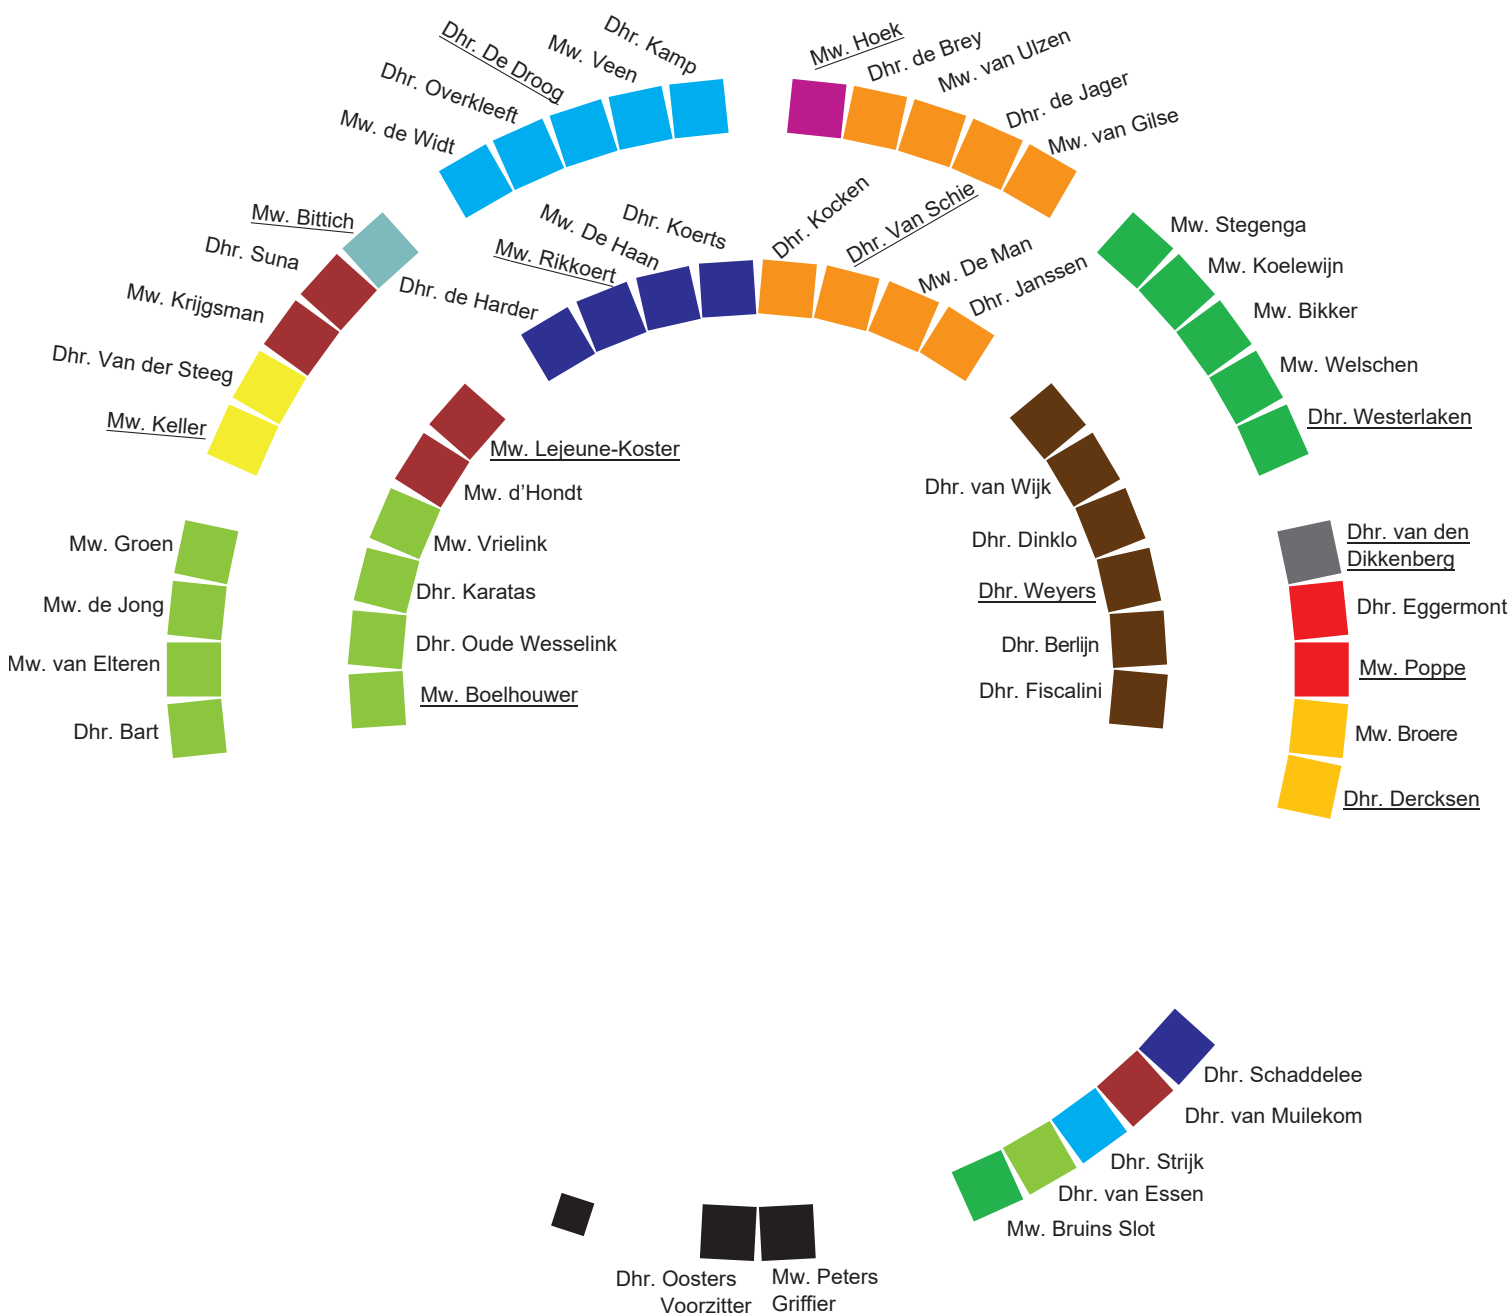 Dhr. Kamp
Mw. Veen
Dhr. De Droog
Dhr. Overkleeft
Mw. de Widt
Mw. Hoek
Dhr. de Brey
Mw. van Ulzen
Dhr. de Jager
Mw. van Gilse
Mw. Bittich
Dhr. Suna
Mw. Krijgsman
Dhr. Van der Steeg
Mw. Keller
Dhr. de Harder
Mw. Rikkoert
Mw. De Haan
Dhr. Koerts
Dhr. Kocken
Dhr. Van Schie
Mw. De Man
Dhr. Janssen
Mw. Stegenga
Mw. Koelewijn
Mw. Bikker
Mw. Welschen
Dhr. Westerlaken
Mw. Lejeune-Koster
Mw. d'Hondt
Mw. Vrielink
Dhr. Karatas
Dhr. Oude Wesselink
Mw. Boelhouwer
Mw. Groen
Mw. de Jong
Mw. van Elteren
Dhr. Bart
Dhr. van Wijk
Dhr. Dinklo
Dhr. Weyers
Dhr. Berlijn
Dhr. Fiscalini
Dhr. van den
Dikkenberg
Dhr. Eggermont
Mw. Poppe
Mw. Broere
Dhr. Dercksen
Dhr. Schaddelee
Dhr. van Muilekom
Dhr. Strijk
Dhr. van Essen
Mw. Bruins Slot
Dhr. Oosters
Voorzitter
Mw. Peters
Griffier